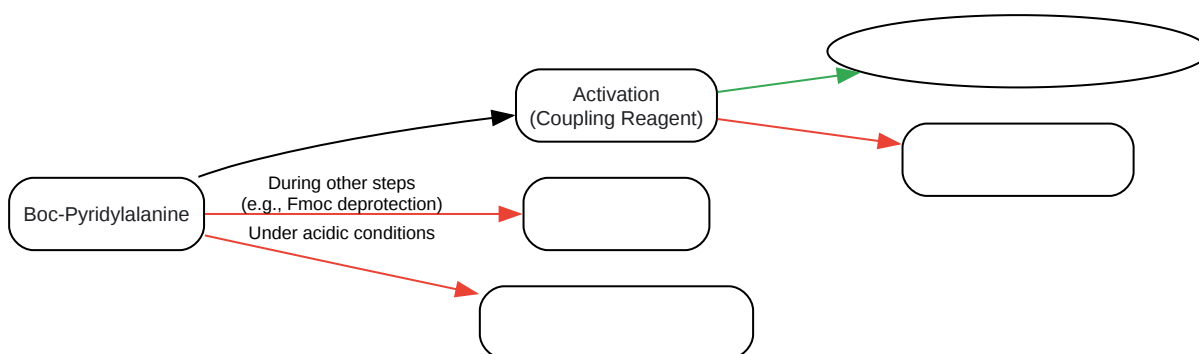 Activation
(Coupling Reagent)
Boc-Pyridylalanine
During other steps
(e.g., Fmoc deprotection)
Under acidic conditions